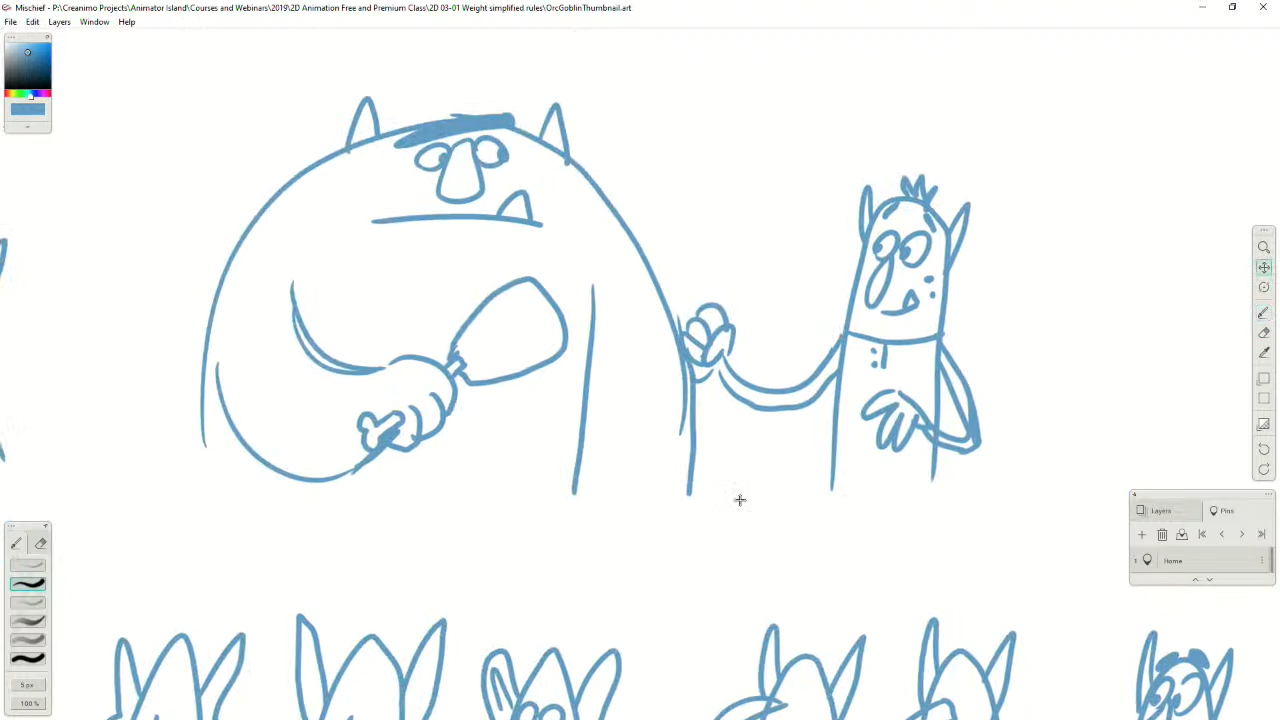 Mischief - P:\Creanimo Projects\Animator Island\Courses and Webinars\2019\2D Animation Free and Premium Class\2D 03-01 Weight simplified rules\OrcGoblinThumbnail.art
File Edit Layers Window Help
Layers Pins
1 Home
5 px
100 %